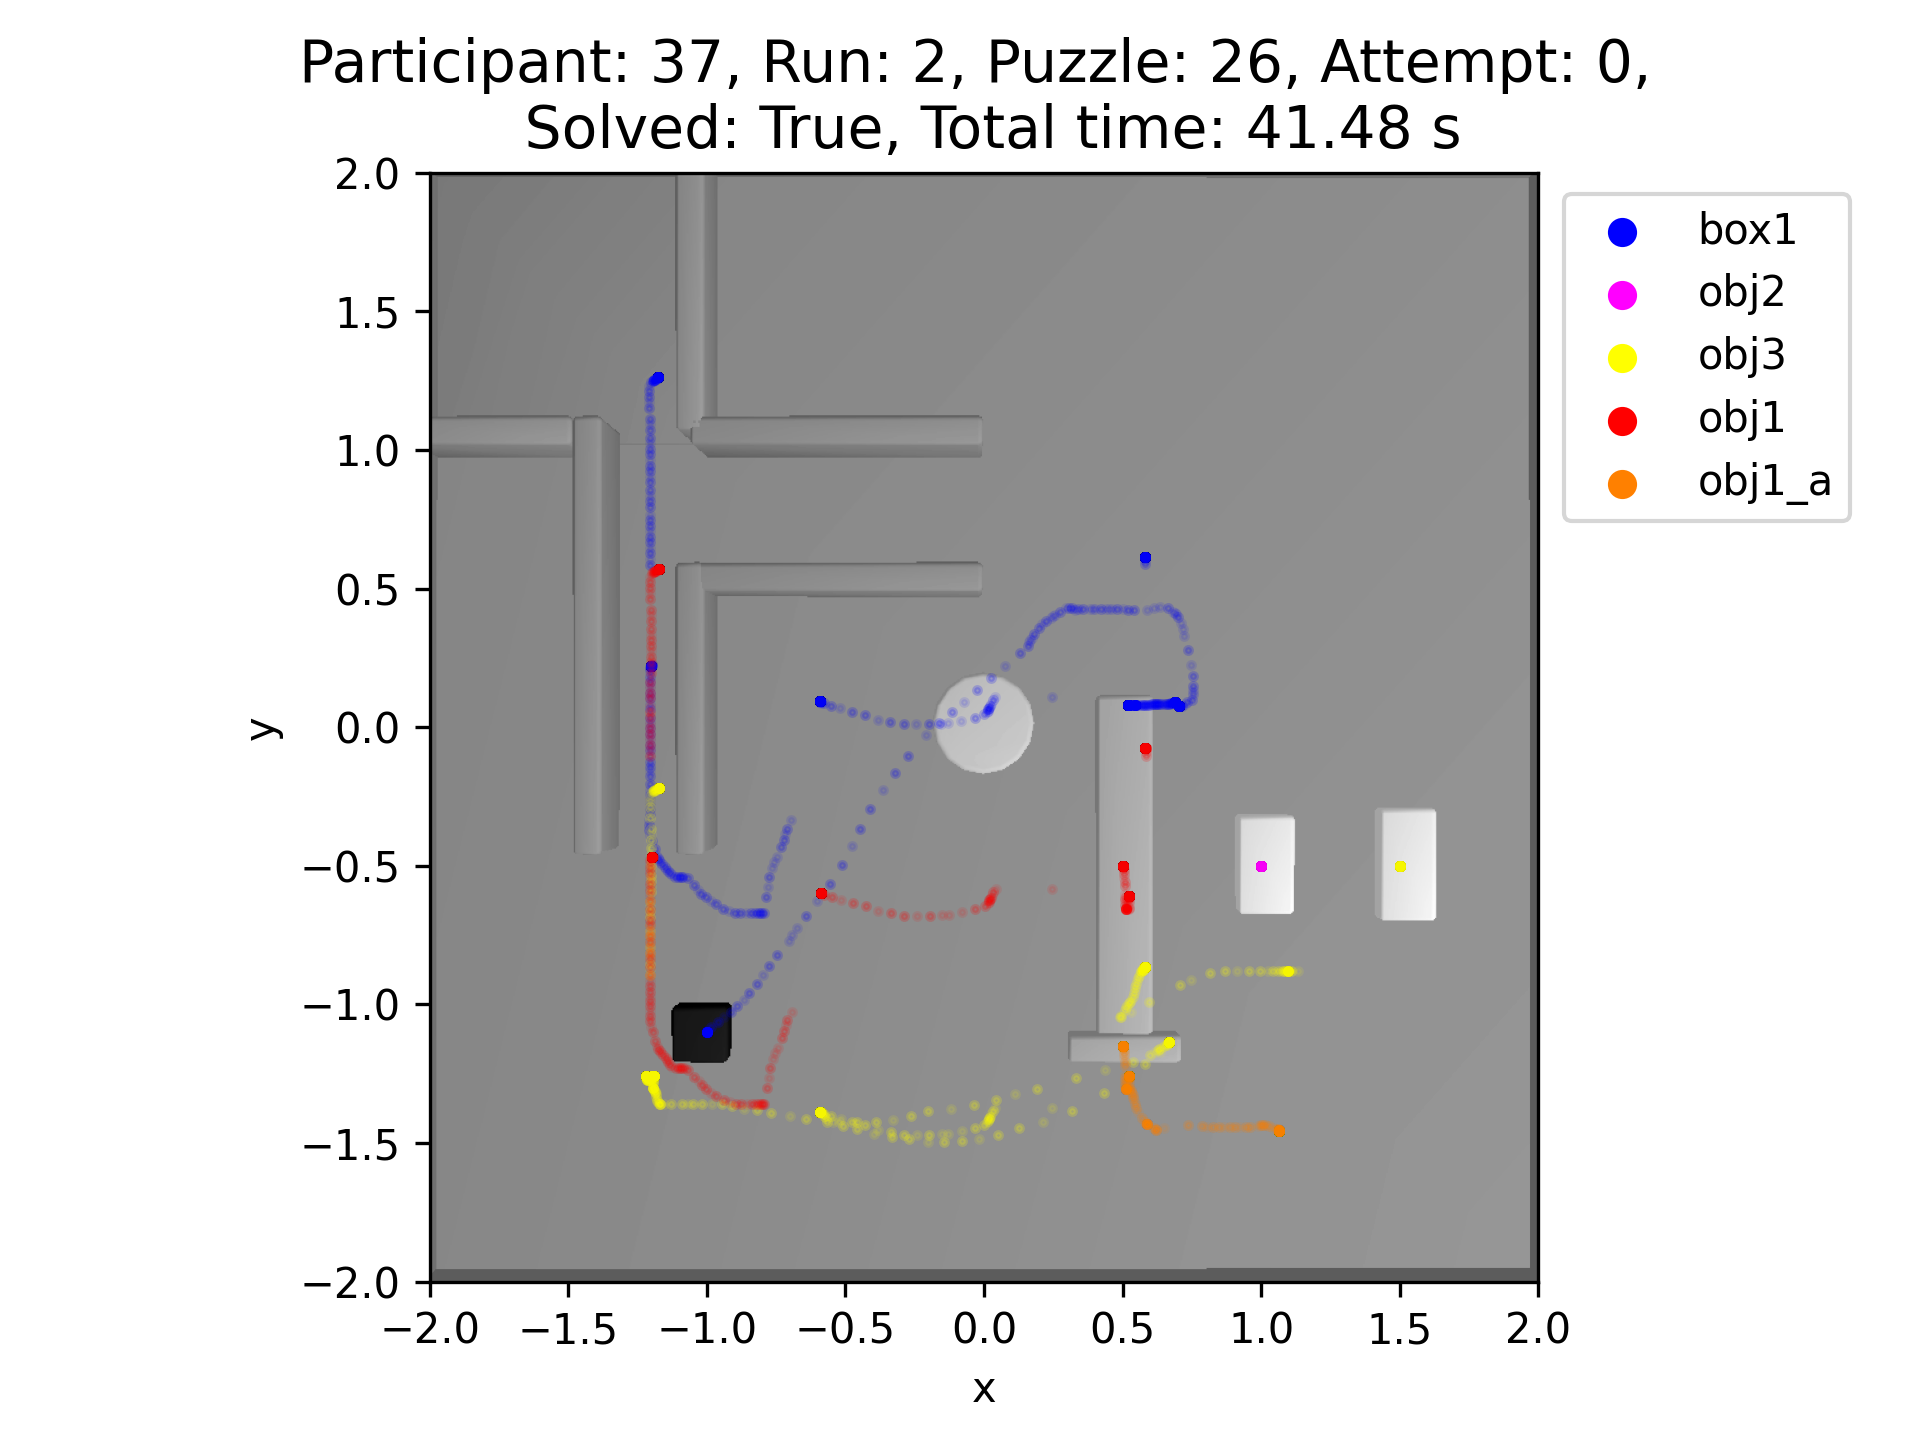 Participant: 37, Run: 2, Puzzle: 26, Attempt: 0,
Solved: True, Total time: 41.48 s
2.0
1.5
1.0
0.5
0.0
−0.5
−1.0
−1.5
−2.0
y
−2.0 −1.5 −1.0 −0.5 0.0 0.5 1.0 1.5 2.0
x
box1
obj2
obj3
obj1
obj1_a